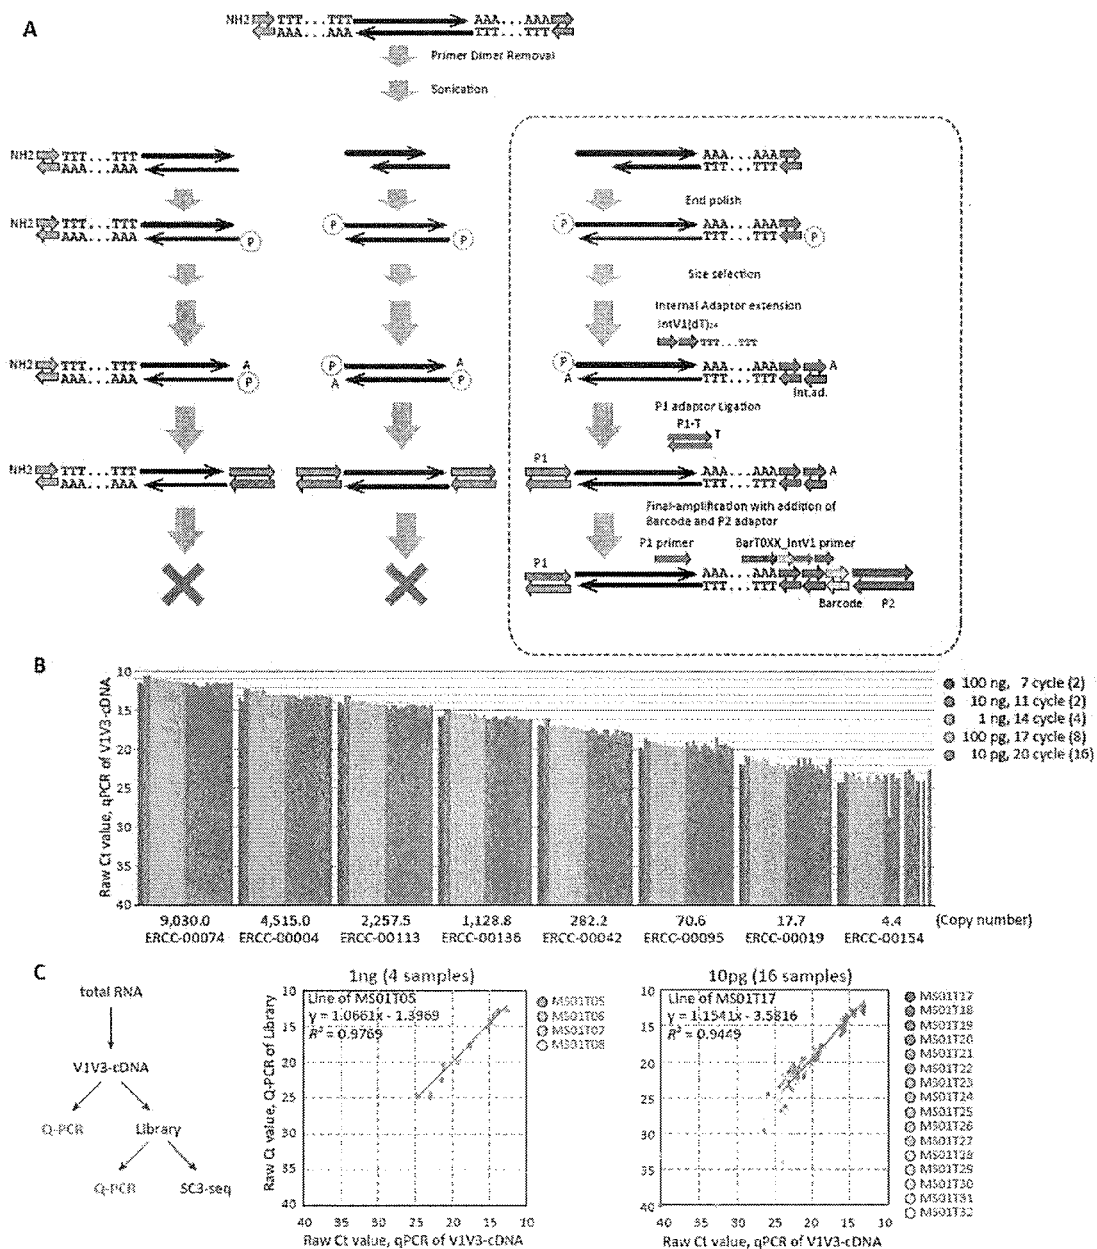 A
NH2 TTT...TTT AAA...AAA
AAA...AAA TTT...TTT
Primer Dimer Removal
Sonication
NH2 TTT...TTT AAA...AAA
AAA...AAA TTT...TTT
End polish
NH2 TTT...TTT P AAA...AAA
AAA...AAA P P P TTT...TTT P
Size selection
Internal Adaptor extension
IntV1(dT)24
TTT...TTT
NH2 TTT...TTT A P A P AAA...AAA A
AAA...AAA P A P A TTT...TTT
Int.ad.
P1 adaptor Ligation
P1-T
T
NH2 TTT...TTT P1 AAA...AAA A
AAA...AAA TTT...TTT
Final-amplification with addition of
Barcode and P2 adaptor
P1 primer BarT0XX_IntV1 primer
P1 AAA...AAA
TTT...TTT
Barcode P2
B
Raw Ct value, qPCR of V1V3-cDNA
10
15
20
25
30
35
40
100 ng, 7 cycle (2)
10 ng, 11 cycle (2)
1 ng, 14 cycle (4)
100 pg, 17 cycle (8)
10 pg, 20 cycle (16)
9,030.0 4,515.0 2,257.5 1,128.8 282.2 70.6 17.7 4.4 (Copy number)
ERCC-00074 ERCC-00004 ERCC-00113 ERCC-00136 ERCC-00042 ERCC-00095 ERCC-00019 ERCC-00154
C
total RNA
V1V3-cDNA
Q-PCR Library
Q-PCR SC3-seq
1ng (4 samples)
Raw Ct value, Q-PCR of Library
10
15
20
25
30
35
40
Line of MS01T05
y = 1.0661x - 1.3969
R² = 0.9769
MS01T05
MS01T06
MS01T07
MS01T08
40 35 30 25 20 15 10
Raw Ct value, qPCR of V1V3-cDNA
10pg (16 samples)
10
15
20
25
30
35
40
Line of MS01T17
y = 1.1541x - 3.5816
R² = 0.9449
MS01T17
MS01T18
MS01T19
MS01T20
MS01T21
MS01T22
MS01T23
MS01T24
MS01T25
MS01T26
MS01T27
MS01T28
MS01T29
MS01T30
MS01T31
MS01T32
40 35 30 25 20 15 10
Raw Ct value, qPCR of V1V3-cDNA